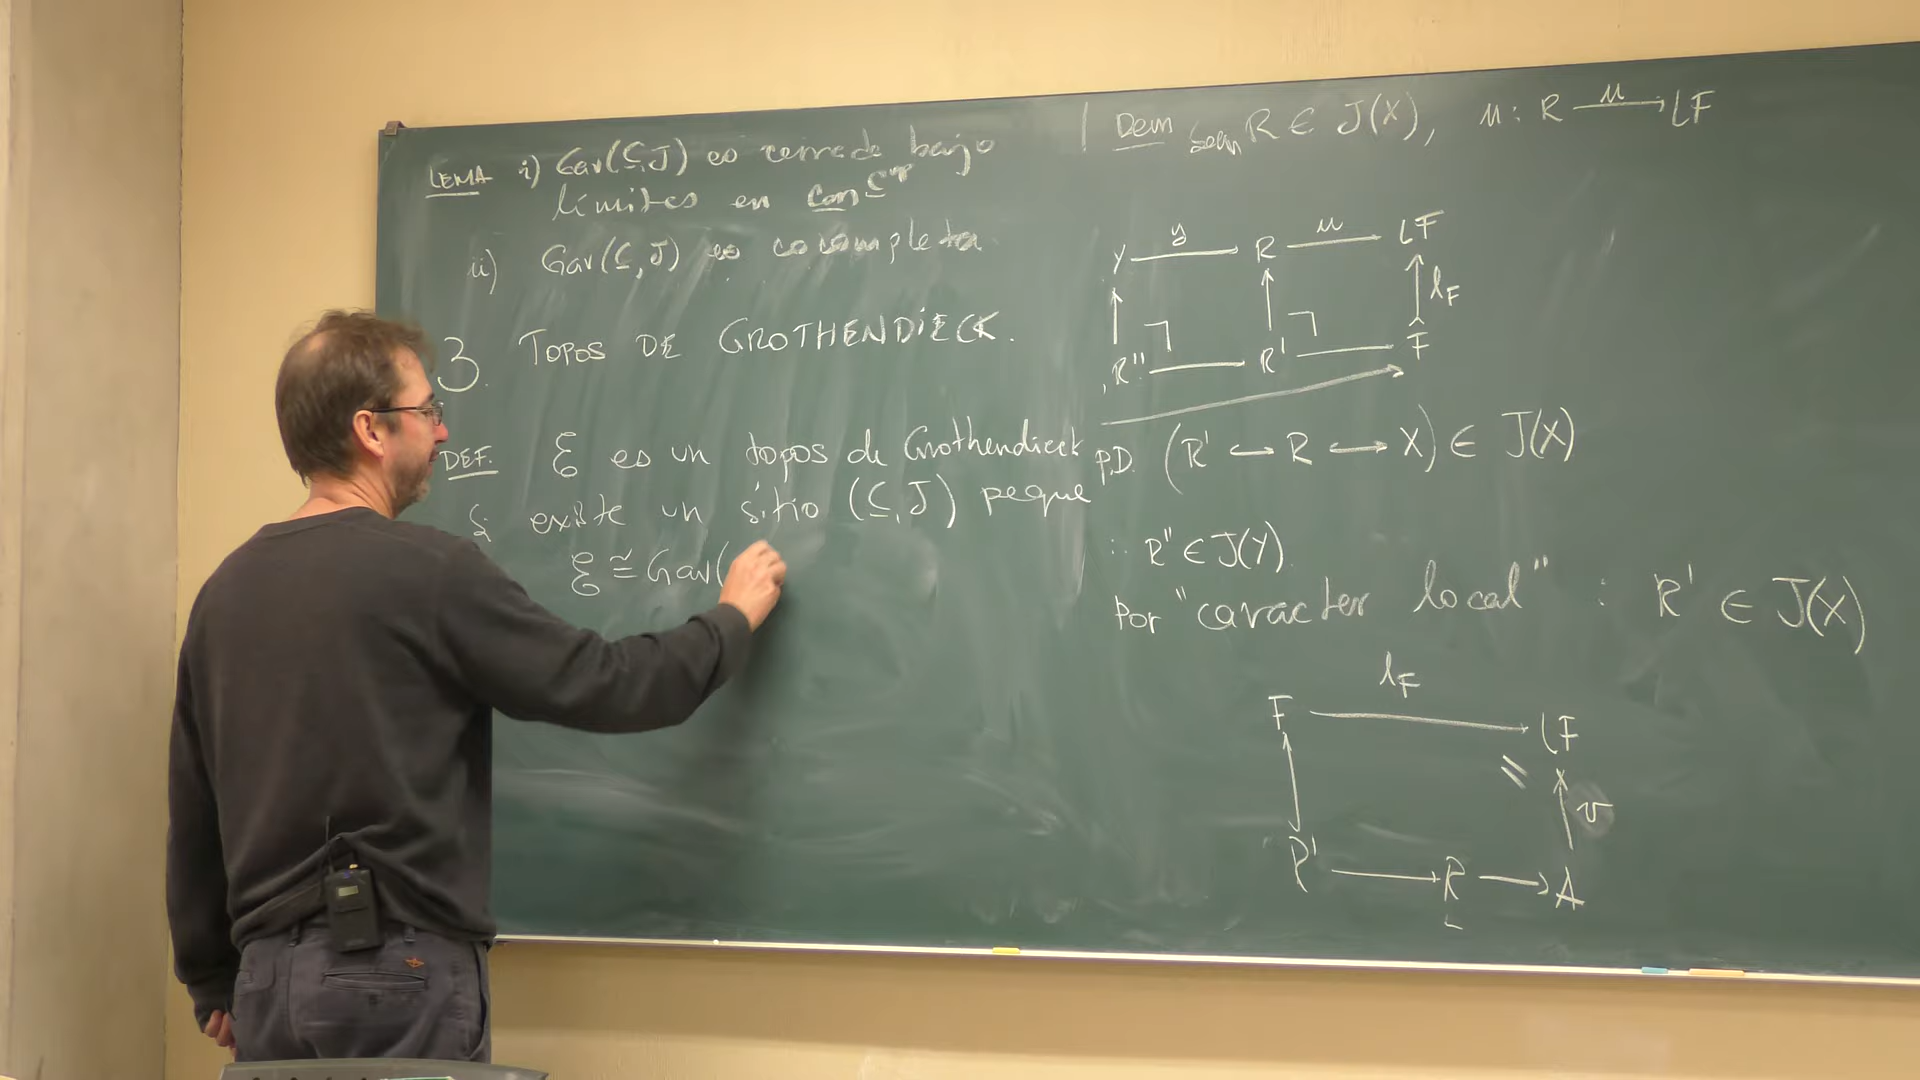 LEMA i) Gav(C,J) es cerrada bajo
límites en Con^C^op
ii) Gav(C,J) es cocompleta
3. TOPOS DE GROTHENDIECK.
DEF. ℰ es un topos de Grothendieck
Si existe un sitio (C,J) peque
ℰ ≅ Gav(
Dem Sean R ∈ J(X), u: R —u→ LF
Y —y— R —u— LF
l_F
R'' — R' — F
P.D. (R' ↪ R ↪ X) ∈ J(X)
∴ R'' ∈ J(Y).
Por "caracter local" : R' ∈ J(X)
l_F
F → LF
= v
R' → R → A